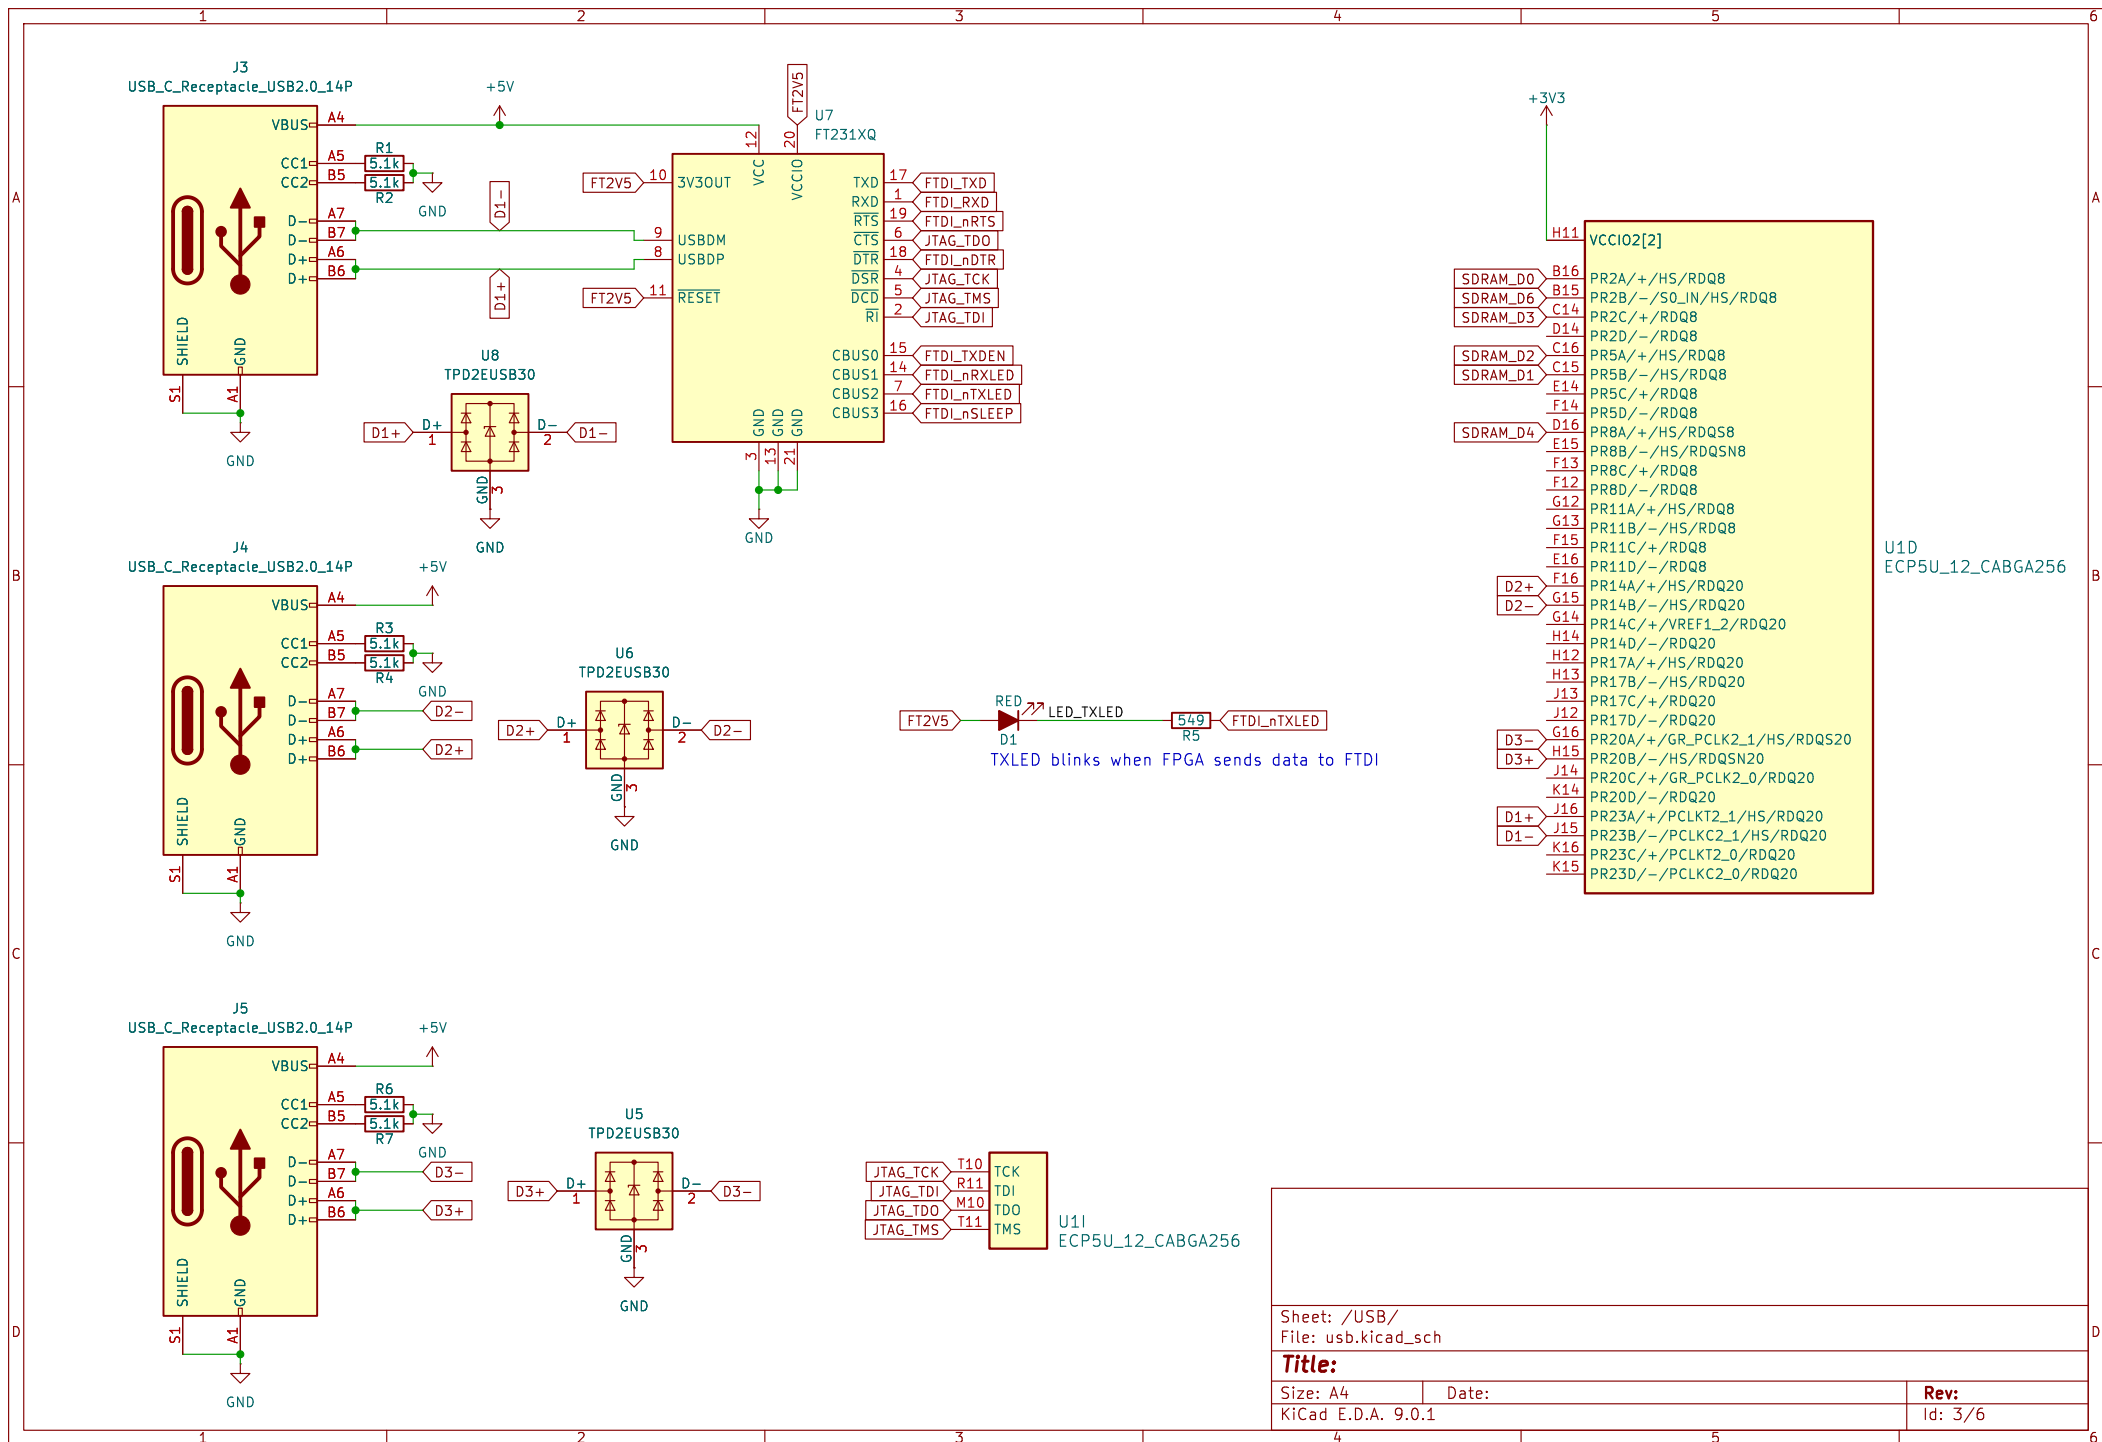 1 2 3 4 5 6
A
B
C
D
J3
USB_C_Receptacle_USB2.0_14P
VBUS A4
CC1 A5 R1 5.1k
CC2 B5 5.1k R2
D- A7
D- B7
D+ A6
D+ B6
SHIELD GND
S1 A1
GND
GND
+5V
D1-
D1+
FT2V5
U7
FT231XQ
12 VCC
20 VCCIO
FT2V5 10 3V3OUT
9 USBDM
8 USBDP
FT2V5 11 RESET
TXD 17 FTDI_TXD
RXD 1 FTDI_RXD
RTS 19 FTDI_nRTS
CTS 6 JTAG_TDO
DTR 18 FTDI_nDTR
DSR 4 JTAG_TCK
DCD 5 JTAG_TMS
RI 2 JTAG_TDI
CBUS0 15 FTDI_TXDEN
CBUS1 14 FTDI_nRXLED
CBUS2 7 FTDI_nTXLED
CBUS3 16 FTDI_nSLEEP
GND GND GND
3 13 21
GND
U8
TPD2EUSB30
D1+ D+ 1 D- 2 D1-
GND 3
GND
J4
USB_C_Receptacle_USB2.0_14P
+5V
VBUS A4
CC1 A5 R3 5.1k
CC2 B5 5.1k R4
GND
D- A7
D- B7 D2-
D+ A6
D+ B6 D2+
SHIELD GND
S1 A1
GND
U6
TPD2EUSB30
D2+ D+ 1 D- 2 D2-
GND 3
GND
J5
USB_C_Receptacle_USB2.0_14P
+5V
VBUS A4
CC1 A5 R6 5.1k
CC2 B5 5.1k R7
GND
D- A7
D- B7 D3-
D+ A6
D+ B6 D3+
SHIELD GND
S1 A1
GND
U5
TPD2EUSB30
D3+ D+ 1 D- 2 D3-
GND 3
GND
FT2V5 RED D1 LED_TXLED 549 R5 FTDI_nTXLED
TXLED blinks when FPGA sends data to FTDI
JTAG_TCK T10 TCK
JTAG_TDI R11 TDI
JTAG_TDO M10 TDO
JTAG_TMS T11 TMS
U1I
ECP5U_12_CABGA256
+3V3
H11 VCCIO2[2]
SDRAM_D0 B16 PR2A/+/HS/RDQ8
SDRAM_D6 B15 PR2B/-/S0_IN/HS/RDQ8
SDRAM_D3 C14 PR2C/+/RDQ8
D14 PR2D/-/RDQ8
SDRAM_D2 C16 PR5A/+/HS/RDQ8
SDRAM_D1 C15 PR5B/-/HS/RDQ8
E14 PR5C/+/RDQ8
F14 PR5D/-/RDQ8
SDRAM_D4 D16 PR8A/+/HS/RDQS8
E15 PR8B/-/HS/RDQSN8
F13 PR8C/+/RDQ8
F12 PR8D/-/RDQ8
G12 PR11A/+/HS/RDQ8
G13 PR11B/-/HS/RDQ8
F15 PR11C/+/RDQ8
E16 PR11D/-/RDQ8
D2+ F16 PR14A/+/HS/RDQ20
D2- G15 PR14B/-/HS/RDQ20
G14 PR14C/+/VREF1_2/RDQ20
H14 PR14D/-/RDQ20
H12 PR17A/+/HS/RDQ20
H13 PR17B/-/HS/RDQ20
J13 PR17C/+/RDQ20
J12 PR17D/-/RDQ20
D3- G16 PR20A/+/GR_PCLK2_1/HS/RDQS20
D3+ H15 PR20B/-/HS/RDQSN20
J14 PR20C/+/GR_PCLK2_0/RDQ20
K14 PR20D/-/RDQ20
D1+ J16 PR23A/+/PCLKT2_1/HS/RDQ20
D1- J15 PR23B/-/PCLKC2_1/HS/RDQ20
K16 PR23C/+/PCLKT2_0/RDQ20
K15 PR23D/-/PCLKC2_0/RDQ20
U1D
ECP5U_12_CABGA256
A
B
C
D
Sheet: /USB/
File: usb.kicad_sch
Title:
Size: A4 Date: Rev:
KiCad E.D.A. 9.0.1 Id: 3/6
1 2 3 4 5 6